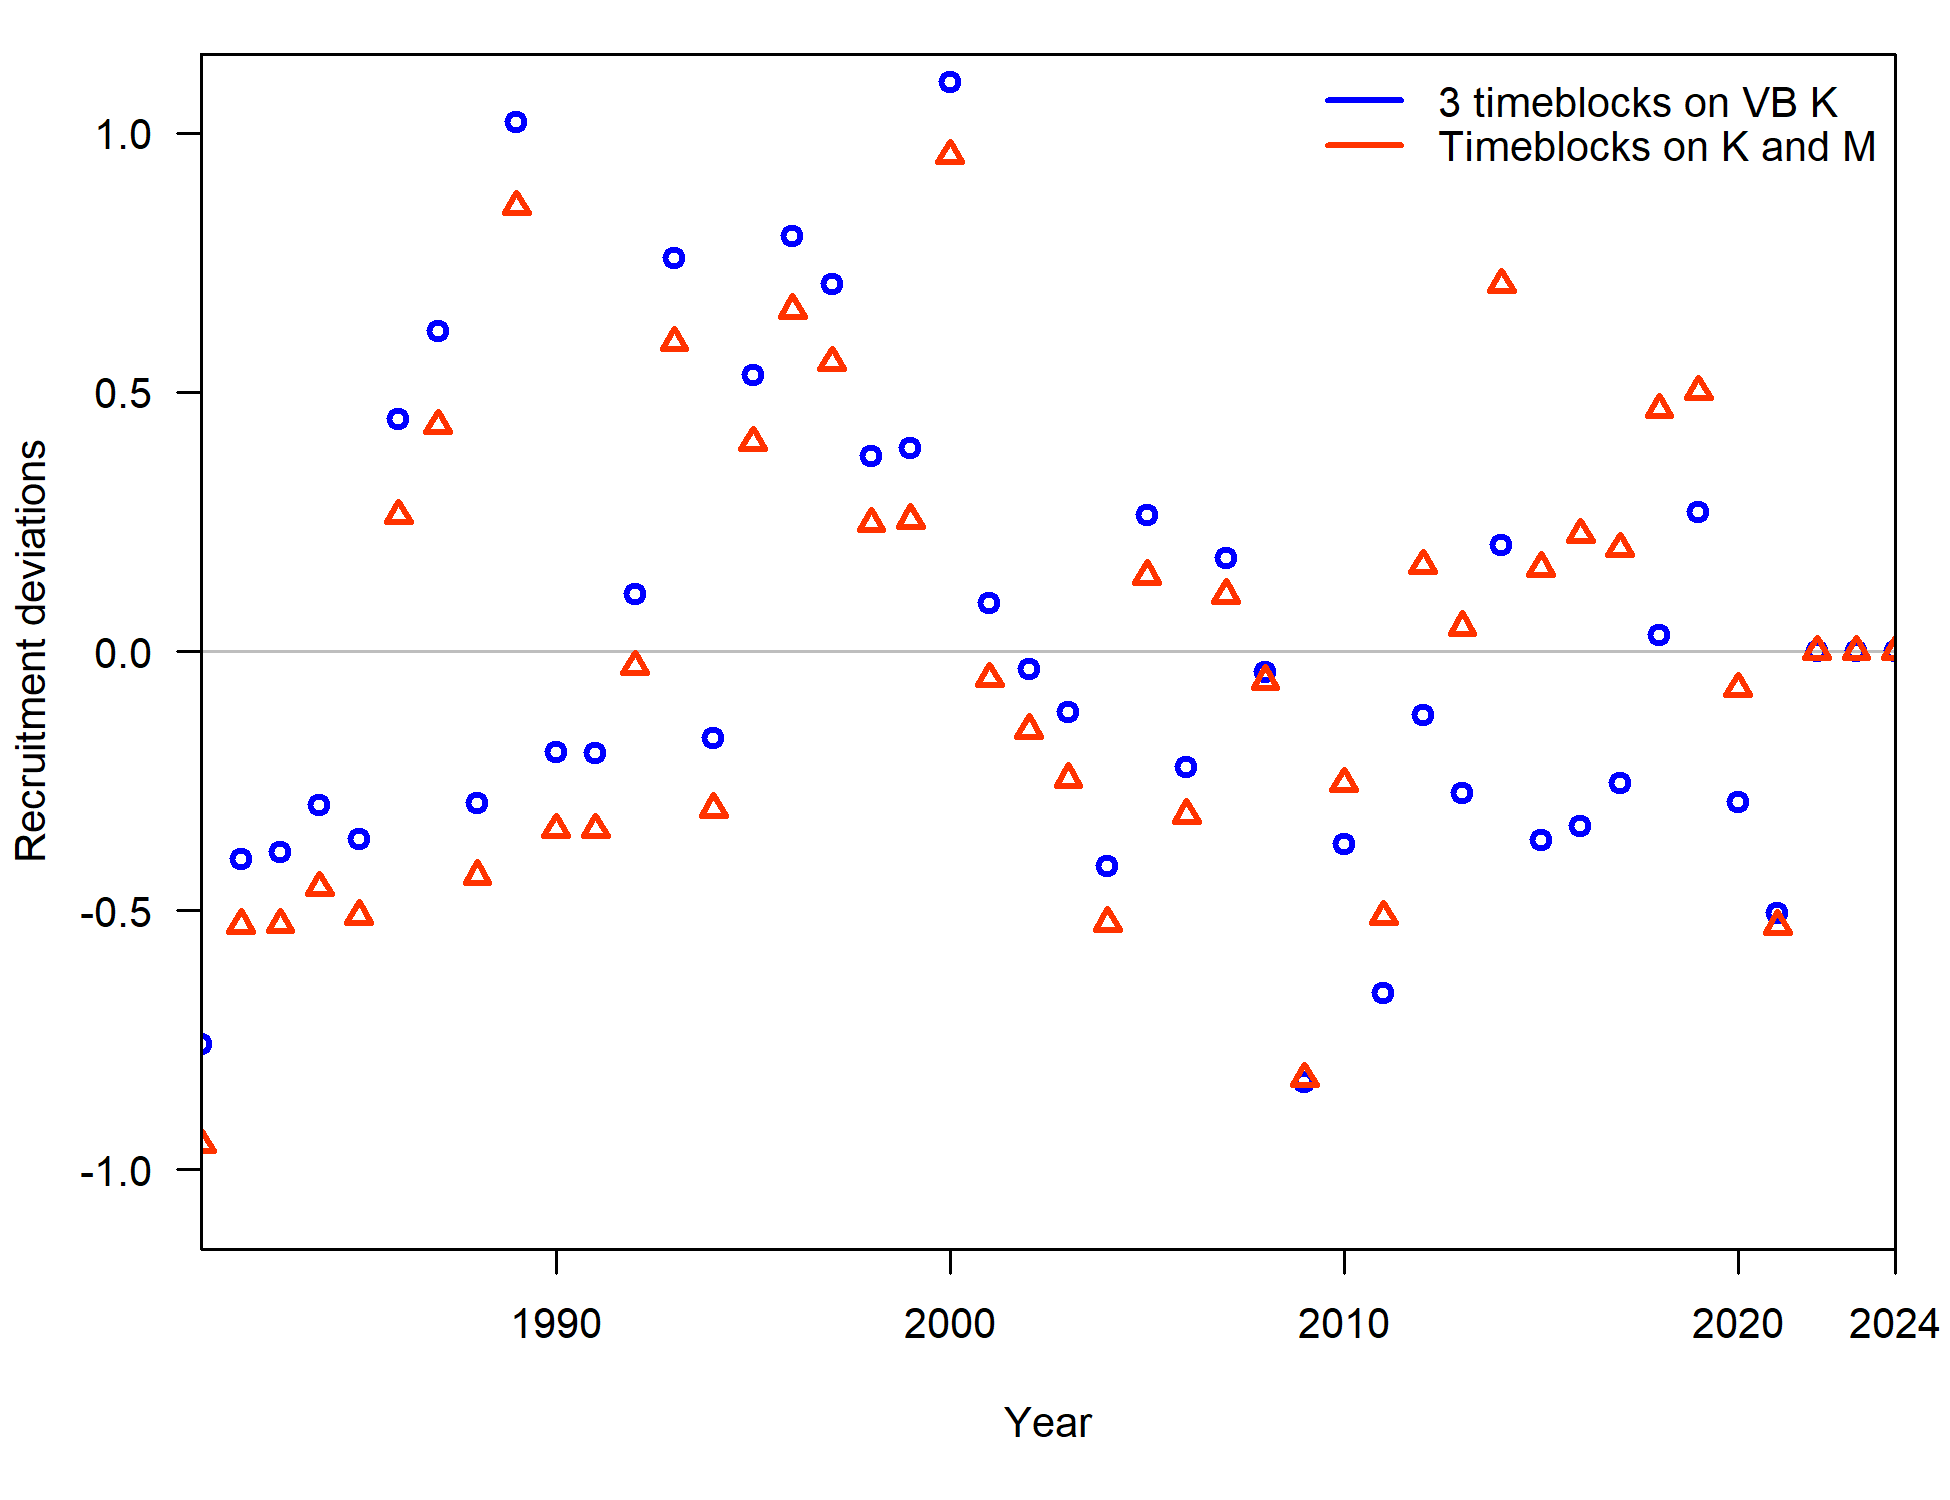 3 timeblocks on VB K
Timeblocks on K and M
1.0
0.5
0.0
-0.5
-1.0
Recruitment deviations
1990
2000
2010
2020
2024
Year